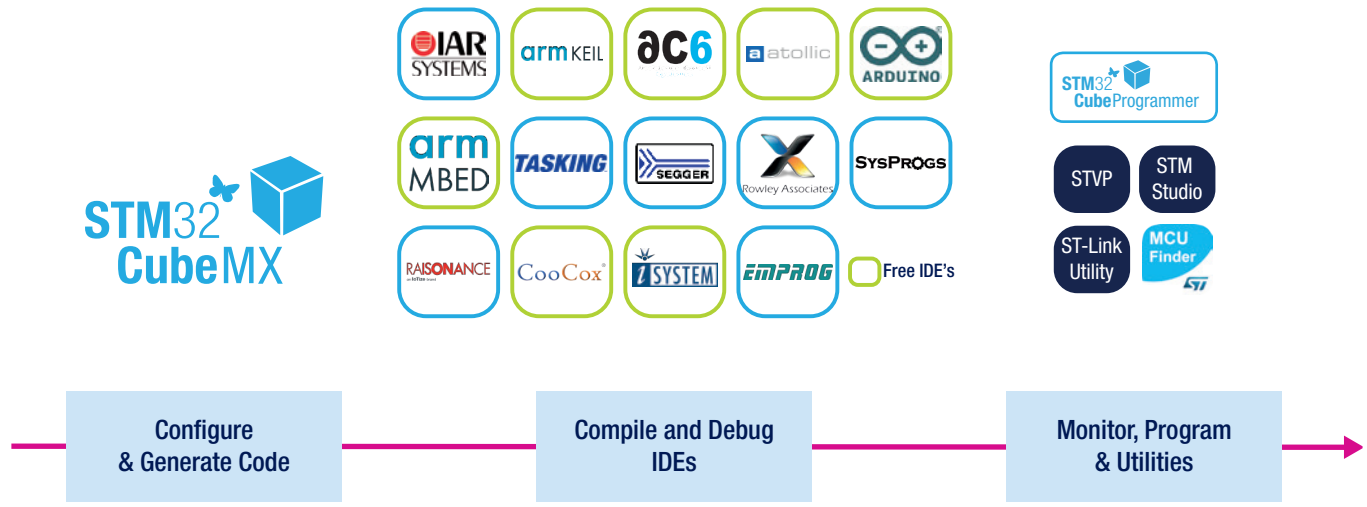 IAR
SYSTEMS
arm KEIL
ac6
a atollic
ARDUINO
arm
MBED
TASKING
SEGGER
Rowley Associates
SYSPROGS
RAISONANCE
CooCox
iSYSTEM
EMPROG
Free IDE's
STM32
CubeMX
STM32
CubeProgrammer
STVP
STM
Studio
ST-Link
Utility
MCU
Finder
ST
Configure
& Generate Code
Compile and Debug
IDEs
Monitor, Program
& Utilities